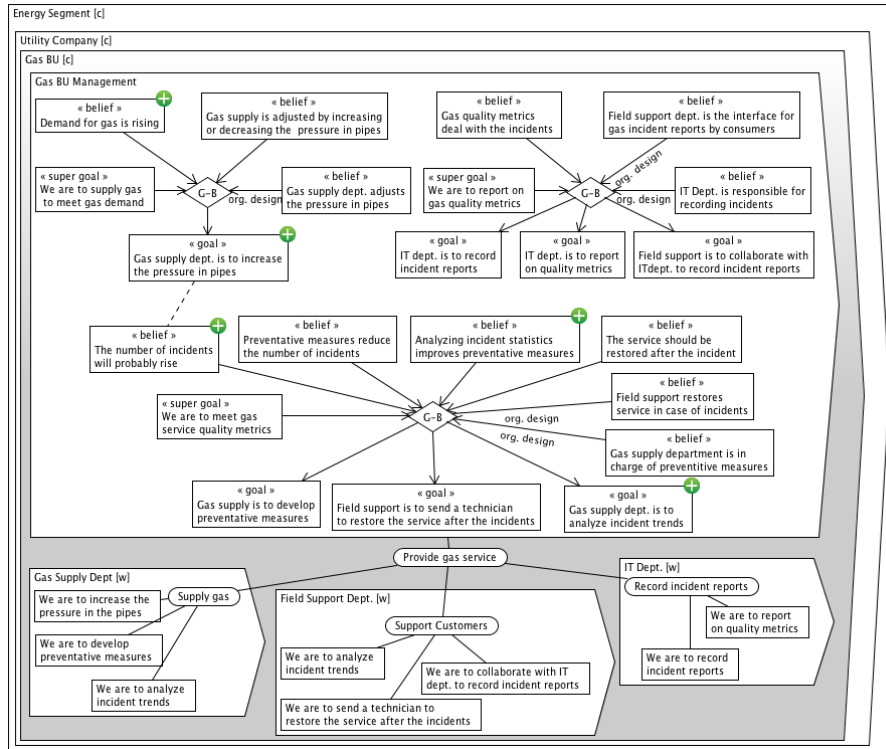 Energy Segment [c]
Utility Company [c]
Gas BU [c]
Gas BU Management
« belief »
Demand for gas is rising
« belief »
Gas supply is adjusted by increasing
or decreasing the pressure in pipes
« super goal »
We are to supply gas
to meet gas demand
G-B
org. design
« belief »
Gas supply dept. adjusts
the pressure in pipes
« goal »
Gas supply dept. is to increase
the pressure in pipes
« belief »
Gas quality metrics
deal with the incidents
« belief »
Field support dept. is the interface for
gas incident reports by consumers
« super goal »
We are to report on
gas quality metrics
G-B
org. design
org. design
« belief »
IT Dept. is responsible for
recording incidents
« goal »
IT dept. is to record
incident reports
« goal »
IT dept. is to report
on quality metrics
« goal »
Field support is to collaborate with
ITdept. to record incident reports
« belief »
The number of incidents
will probably rise
« belief »
Preventative measures reduce
the number of incidents
« belief »
Analyzing incident statistics
improves preventative measures
« belief »
The service should be
restored after the incident
« super goal »
We are to meet gas
service quality metrics
G-B
org. design
org. design
« belief »
Field support restores
service in case of incidents
« belief »
Gas supply department is in
charge of preventitive measures
« goal »
Gas supply is to develop
preventative measures
« goal »
Field support is to send a technician
to restore the service after the incidents
« goal »
Gas supply dept. is to
analyze incident trends
Provide gas service
Gas Supply Dept [w]
Supply gas
We are to increase the
pressure in the pipes
We are to develop
preventative measures
We are to analyze
incident trends
Field Support Dept. [w]
Support Customers
We are to analyze
incident trends
We are to collaborate with IT
dept. to record incident reports
We are to send a technician to
restore the service after the incidents
IT Dept. [w]
Record incident reports
We are to report
on quality metrics
We are to record
incident reports